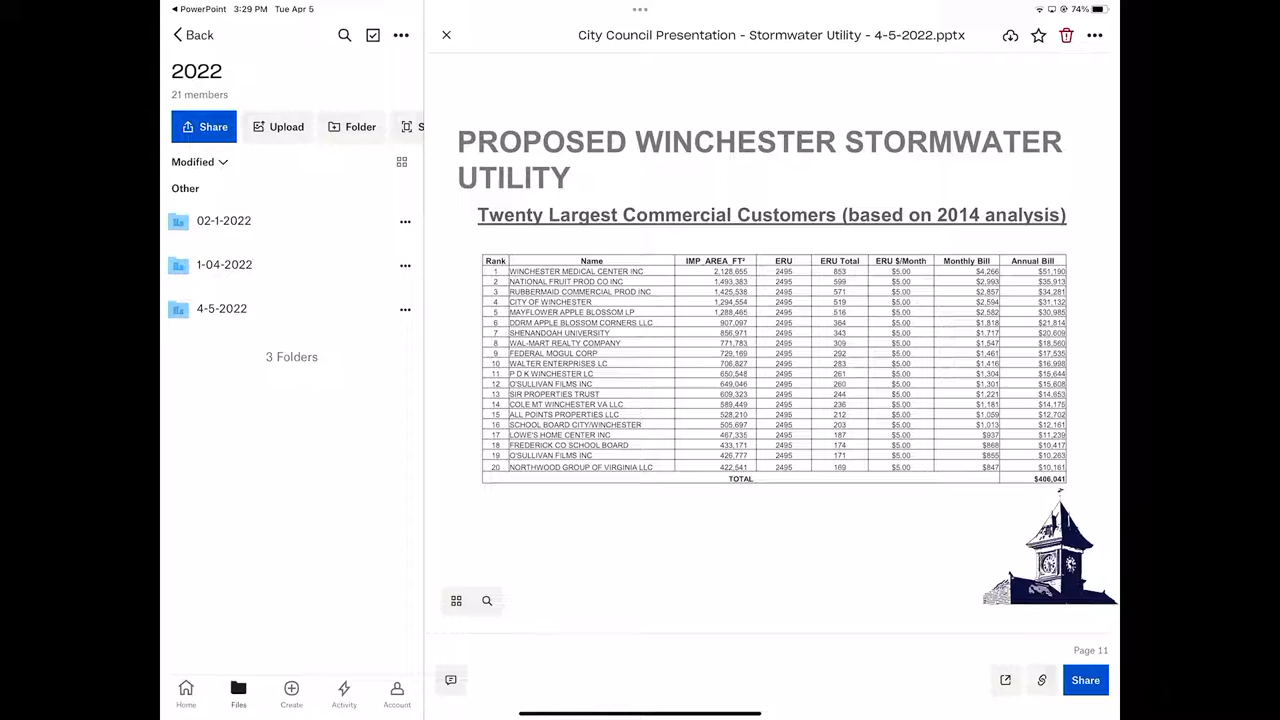 PowerPoint 3:29 PM Tue Apr 5
74%
Back
2022
21 members
Share Upload Folder S
Modified
Other
02-1-2022
1-04-2022
4-5-2022
3 Folders
Home Files Create Activity Account
City Council Presentation - Stormwater Utility - 4-5-2022.pptx
PROPOSED WINCHESTER STORMWATER
UTILITY
Twenty Largest Commercial Customers (based on 2014 analysis)
Rank Name IMP_AREA_FT² ERU ERU Total ERU $/Month Monthly Bill Annual Bill
1 WINCHESTER MEDICAL CENTER INC 2,128,655 2495 853 $5.00 $4,266 $51,190
2 NATIONAL FRUIT PROD CO INC 1,493,383 2495 599 $5.00 $2,993 $35,913
3 RUBBERMAID COMMERCIAL PROD INC 1,425,538 2495 571 $5.00 $2,857 $34,281
4 CITY OF WINCHESTER 1,294,554 2495 519 $5.00 $2,594 $31,132
5 MAYFLOWER APPLE BLOSSOM LP 1,288,465 2495 516 $5.00 $2,582 $30,985
6 DDRM APPLE BLOSSOM CORNERS LLC 907,097 2495 364 $5.00 $1,818 $21,814
7 SHENANDOAH UNIVERSITY 856,971 2495 343 $5.00 $1,717 $20,609
8 WAL-MART REALTY COMPANY 771,783 2495 309 $5.00 $1,547 $18,560
9 FEDERAL MOGUL CORP 729,169 2495 292 $5.00 $1,461 $17,535
10 WALTER ENTERPRISES LC 706,827 2495 283 $5.00 $1,416 $16,998
11 P D K WINCHESTER LC 650,548 2495 261 $5.00 $1,304 $15,644
12 O'SULLIVAN FILMS INC 649,046 2495 260 $5.00 $1,301 $15,608
13 SIR PROPERTIES TRUST 609,323 2495 244 $5.00 $1,221 $14,653
14 COLE MT WINCHESTER VA LLC 589,449 2495 236 $5.00 $1,181 $14,175
15 ALL POINTS PROPERTIES LLC 528,210 2495 212 $5.00 $1,059 $12,702
16 SCHOOL BOARD CITY/WINCHESTER 505,697 2495 203 $5.00 $1,013 $12,161
17 LOWE'S HOME CENTER INC 467,335 2495 187 $5.00 $937 $11,239
18 FREDERICK CO SCHOOL BOARD 433,171 2495 174 $5.00 $868 $10,417
19 O'SULLIVAN FILMS INC 426,777 2495 171 $5.00 $855 $10,263
20 NORTHWOOD GROUP OF VIRGINIA LLC 422,541 2495 169 $5.00 $847 $10,161
TOTAL $406,041
Page 11
Share